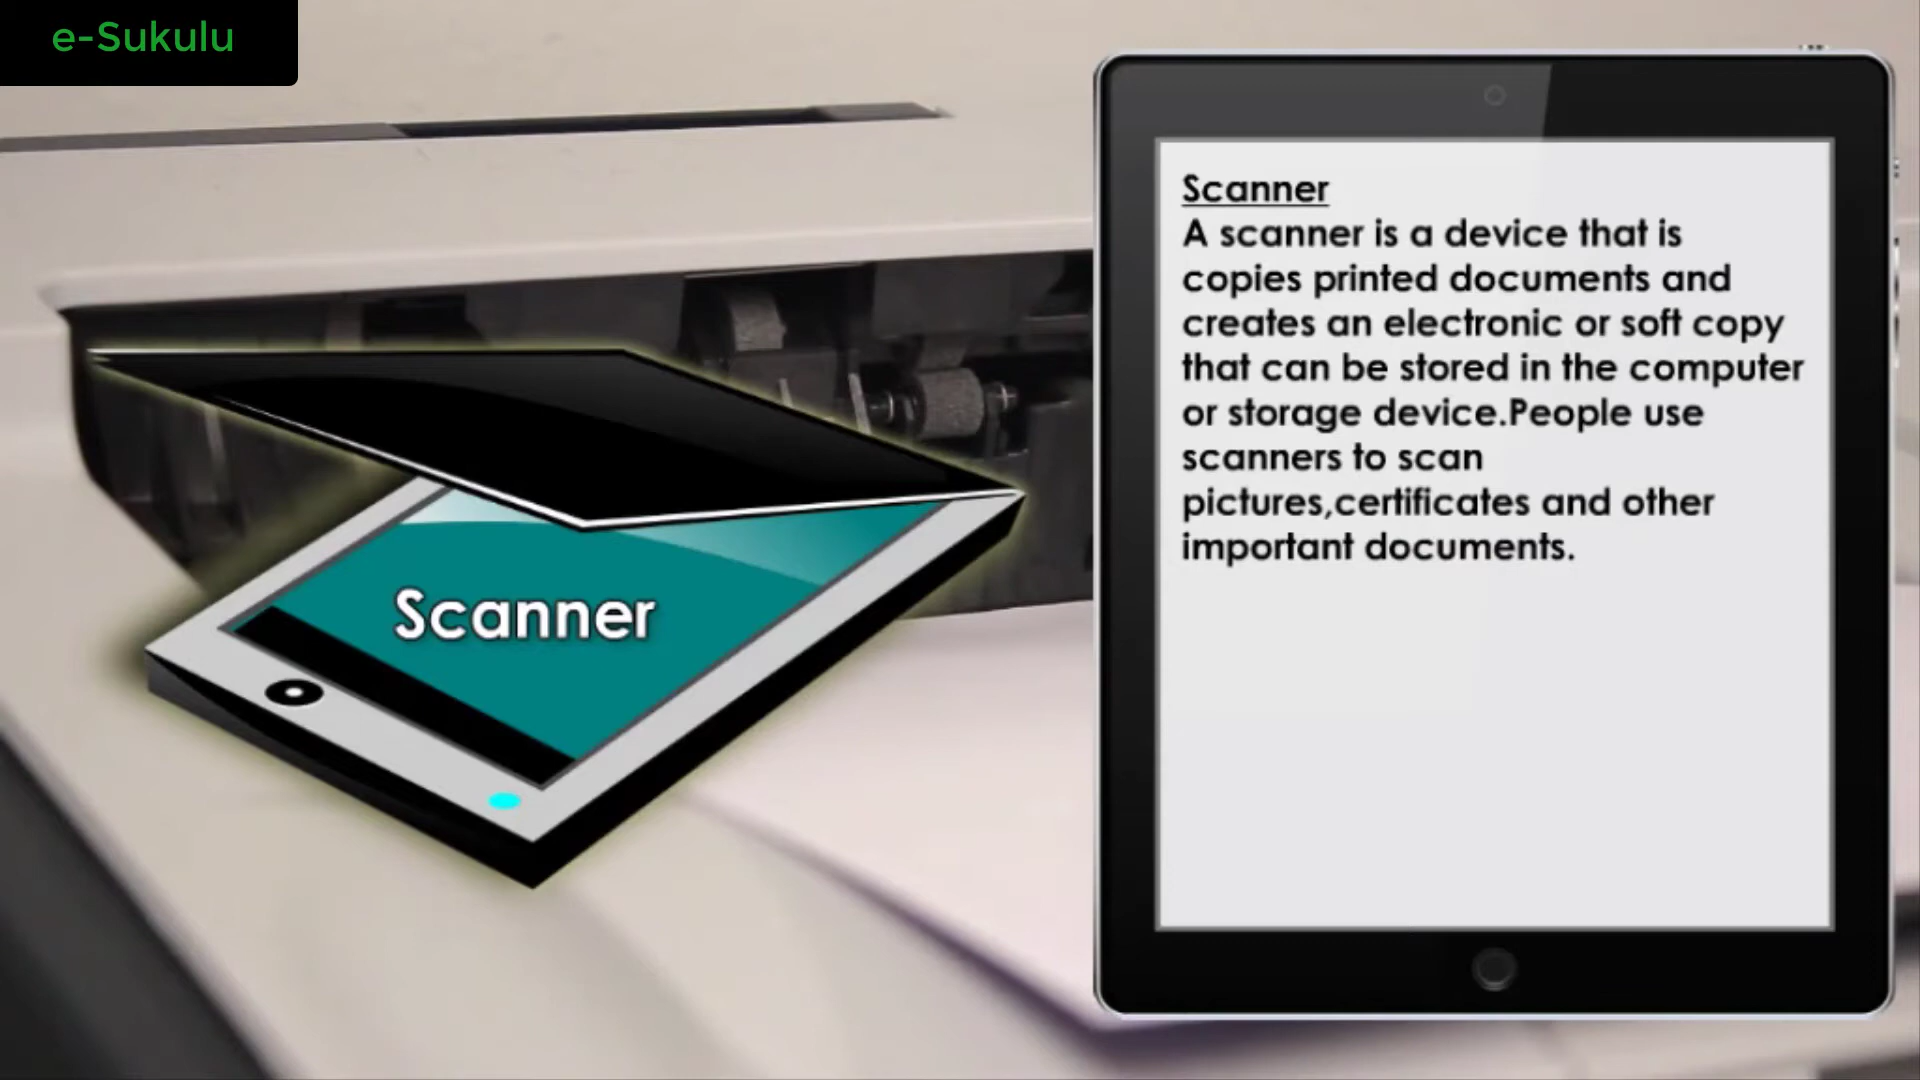 e-Sukulu
Scanner
A scanner is a device that is
copies printed documents and
creates an electronic or soft copy
that can be stored in the computer
or storage device.People use
scanners to scan
pictures,certificates and other
important documents.
Scanner